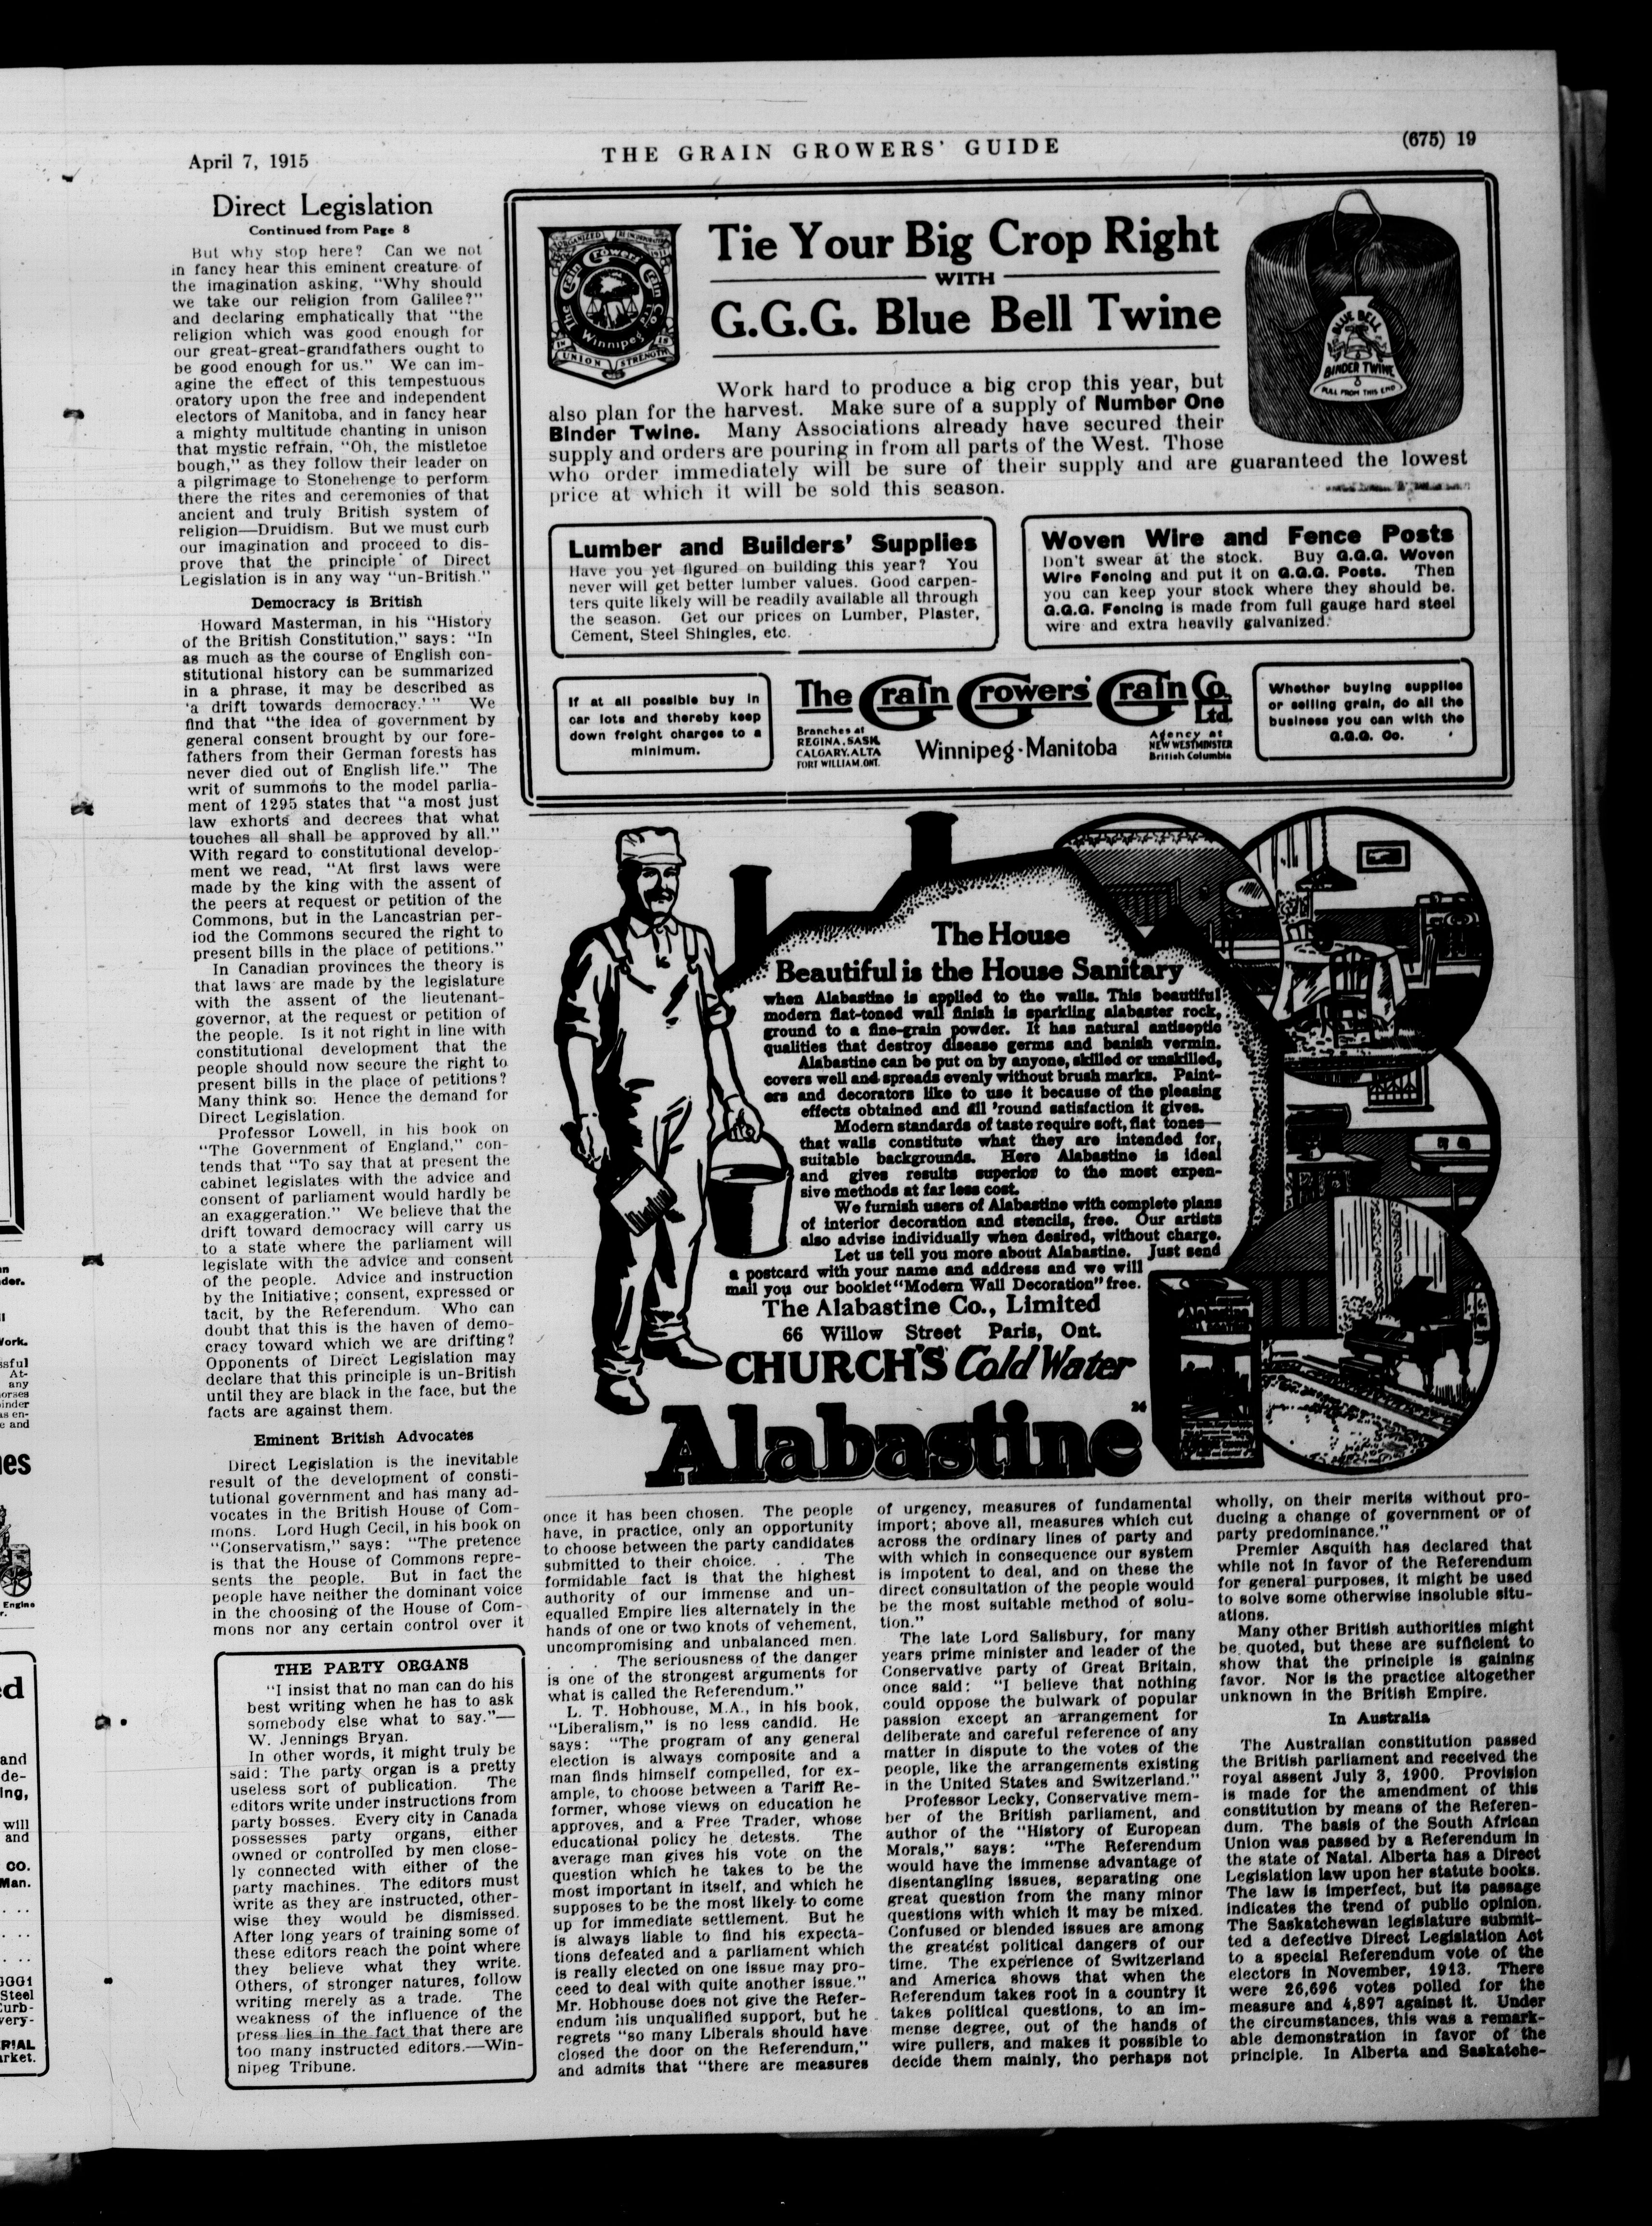 April 7, 1915
THE GRAIN GROWERS' GUIDE
(675) 19
Direct Legislation
Continued from Page 8
But why stop here? Can we not
in fancy hear this eminent creature of
the imagination asking, "Why should
we take our religion from Galilee?"
and declaring emphatically that "the
religion which was good enough for
our great-great-grandfathers ought to
be good enough for us." We can im-
agine the effect of this tempestuous
oratory upon the free and independent
electors of Manitoba, and in fancy hear
a mighty multitude chanting in unison
that mystic refrain, "Oh, the mistletoe
bough," as they follow their leader on
a pilgrimage to Stonehenge to perform
there the rites and ceremonies of that
ancient and truly British system of
religion—Druidism. But we must curb
our imagination and proceed to dis-
prove that the principle of Direct
Legislation is in any way "un-British."
Democracy is British
Howard Masterman, in his "History
of the British Constitution," says: "In
as much as the course of English con-
stitutional history can be summarized
in a phrase, it may be described as
'a drift towards democracy.' " We
find that "the idea of government by
general consent brought by our fore-
fathers from their German forests has
never died out of English life." The
writ of summons to the model parlia-
ment of 1295 states that "a most just
law exhorts and decrees that what
touches all shall be approved by all."
With regard to constitutional develop-
ment we read, "At first laws were
made by the king with the assent of
the peers at request or petition of the
Commons, but in the Lancastrian per-
iod the Commons secured the right to
present bills in the place of petitions."
In Canadian provinces the theory is
that laws are made by the legislature
with the assent of the lieutenant-
governor, at the request or petition of
the people. Is it not right in line with
constitutional development that the
people should now secure the right to
present bills in the place of petitions?
Many think so. Hence the demand for
Direct Legislation.
Professor Lowell, in his book on
"The Government of England," con-
tends that "To say that at present the
cabinet legislates with the advice and
consent of parliament would hardly be
an exaggeration." We believe that the
drift toward democracy will carry us
to a state where the parliament will
legislate with the advice and consent
of the people. Advice and instruction
by the Initiative; consent, expressed or
tacit, by the Referendum. Who can
doubt that this is the haven of demo-
cracy toward which we are drifting?
Opponents of Direct Legislation may
declare that this principle is un-British
until they are black in the face, but the
facts are against them.
Eminent British Advocates
Direct Legislation is the inevitable
result of the development of consti-
tutional government and has many ad-
vocates in the British House of Com-
mons. Lord Hugh Cecil, in his book on
"Conservatism," says: "The pretence
is that the House of Commons repre-
sents the people. But in fact the
people have neither the dominant voice
in the choosing of the House of Com-
mons nor any certain control over it
THE PARTY ORGANS
"I insist that no man can do his
best writing when he has to ask
somebody else what to say."—
W. Jennings Bryan.
In other words, it might truly be
said: The party organ is a pretty
useless sort of publication. The
editors write under instructions from
party bosses. Every city in Canada
possesses party organs, either
owned or controlled by men close-
ly connected with either of the
party machines. The editors must
write as they are instructed, other-
wise they would be dismissed.
After long years of training some of
these editors reach the point where
they believe what they write.
Others, of stronger natures, follow
writing merely as a trade. The
weakness of the influence of the
press lies in the fact that there are
too many instructed editors.—Win-
nipeg Tribune.
ORGANIZED
The Grain Growers Grain Co Ltd
Winnipeg
IN UNION IS STRENGTH
Tie Your Big Crop Right
WITH
G.G.G. Blue Bell Twine
BLUE BELL
BINDER TWINE
PULL FROM THIS END
Work hard to produce a big crop this year, but
also plan for the harvest. Make sure of a supply of Number One
Binder Twine. Many Associations already have secured their
supply and orders are pouring in from all parts of the West. Those
who order immediately will be sure of their supply and are guaranteed the lowest
price at which it will be sold this season.
Lumber and Builders' Supplies
Have you yet figured on building this year? You
never will get better lumber values. Good carpen-
ters quite likely will be readily available all through
the season. Get our prices on Lumber, Plaster,
Cement, Steel Shingles, etc.
Woven Wire and Fence Posts
Don't swear at the stock. Buy G.G.G. Woven
Wire Fencing and put it on G.G.G. Posts. Then
you can keep your stock where they should be.
G.G.G. Fencing is made from full gauge hard steel
wire and extra heavily galvanized.
If at all possible buy in
car lots and thereby keep
down freight charges to a
minimum.
The Grain Growers' Grain Co. Ltd.
Branches at
REGINA, SASK.
CALGARY, ALTA
FORT WILLIAM, ONT.
Winnipeg-Manitoba
Agency at
NEW WESTMINSTER
British Columbia
Whether buying supplies
or selling grain, do all the
business you can with the
G.G.G. Co.
The House
Beautiful is the House Sanitary
when Alabastine is applied to the walls. This beautiful
modern flat-toned wall finish is sparkling alabaster rock,
ground to a fine-grain powder. It has natural antiseptic
qualities that destroy disease germs and banish vermin.
Alabastine can be put on by anyone, skilled or unskilled,
covers well and spreads evenly without brush marks. Paint-
ers and decorators like to use it because of the pleasing
effects obtained and all 'round satisfaction it gives.
Modern standards of taste require soft, flat tones—
that walls constitute what they are intended for,
suitable backgrounds. Here Alabastine is ideal
and gives results superior to the most expen-
sive methods at far less cost.
We furnish users of Alabastine with complete plans
of interior decoration and stencils, free. Our artists
also advise individually when desired, without charge.
Let us tell you more about Alabastine. Just send
a postcard with your name and address and we will
mail you our booklet "Modern Wall Decoration" free.
The Alabastine Co., Limited
66 Willow Street Paris, Ont.
CHURCH'S Cold Water
Alabastine
24
once it has been chosen. The people
have, in practice, only an opportunity
to choose between the party candidates
submitted to their choice. . . The
formidable fact is that the highest
authority of our immense and un-
equalled Empire lies alternately in the
hands of one or two knots of vehement,
uncompromising and unbalanced men.
. . . The seriousness of the danger
is one of the strongest arguments for
what is called the Referendum."
L. T. Hobhouse, M.A., in his book,
"Liberalism," is no less candid. He
says: "The program of any general
election is always composite and a
man finds himself compelled, for ex-
ample, to choose between a Tariff Re-
former, whose views on education he
approves, and a Free Trader, whose
educational policy he detests. The
average man gives his vote on the
question which he takes to be the
most important in itself, and which he
supposes to be the most likely to come
up for immediate settlement. But he
is always liable to find his expecta-
tions defeated and a parliament which
is really elected on one issue may pro-
ceed to deal with quite another issue."
Mr. Hobhouse does not give the Refer-
endum his unqualified support, but he
regrets "so many Liberals should have
closed the door on the Referendum,"
and admits that "there are measures
of urgency, measures of fundamental
import; above all, measures which cut
across the ordinary lines of party and
with which in consequence our system
is impotent to deal, and on these the
direct consultation of the people would
be the most suitable method of solu-
tion."
The late Lord Salisbury, for many
years prime minister and leader of the
Conservative party of Great Britain,
once said: "I believe that nothing
could oppose the bulwark of popular
passion except an arrangement for
deliberate and careful reference of any
matter in dispute to the votes of the
people, like the arrangements existing
in the United States and Switzerland."
Professor Lecky, Conservative mem-
ber of the British parliament, and
author of the "History of European
Morals," says: "The Referendum
would have the immense advantage of
disentangling issues, separating one
great question from the many minor
questions with which it may be mixed.
Confused or blended issues are among
the greatest political dangers of our
time. The experience of Switzerland
and America shows that when the
Referendum takes root in a country it
takes political questions, to an im-
mense degree, out of the hands of
wire pullers, and makes it possible to
decide them mainly, tho perhaps not
wholly, on their merits without pro-
ducing a change of government or of
party predominance."
Premier Asquith has declared that
while not in favor of the Referendum
for general purposes, it might be used
to solve some otherwise insoluble situ-
ations.
Many other British authorities might
be quoted, but these are sufficient to
show that the principle is gaining
favor. Nor is the practice altogether
unknown in the British Empire.
In Australia
The Australian constitution passed
the British parliament and received the
royal assent July 3, 1900. Provision
is made for the amendment of this
constitution by means of the Referen-
dum. The basis of the South African
Union was passed by a Referendum in
the state of Natal. Alberta has a Direct
Legislation law upon her statute books.
The law is imperfect, but its passage
indicates the trend of public opinion.
The Saskatchewan legislature submit-
ted a defective Direct Legislation Act
to a special Referendum vote of the
electors in November, 1913. There
were 26,696 votes polled for the
measure and 4,897 against it. Under
the circumstances, this was a remark-
able demonstration in favor of the
principle. In Alberta and Saskatche-